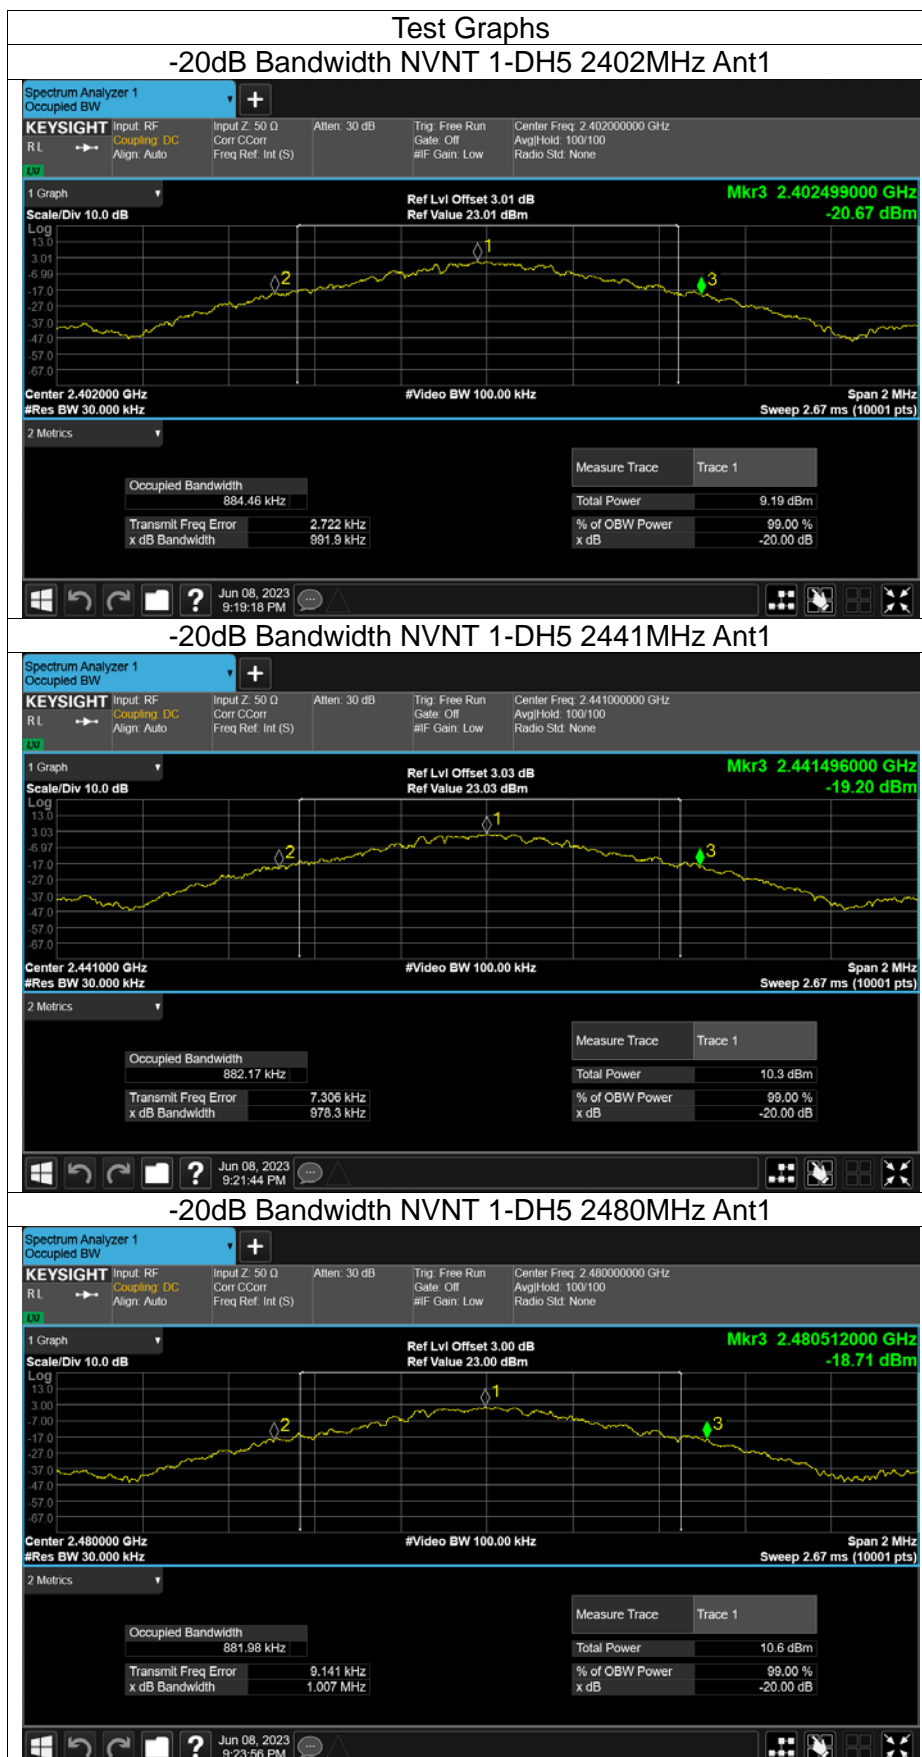 Test Graphs
-20dB Bandwidth NVNT 1-DH5 2402MHz Ant1
Spectrum Analyzer 1
Occupied BW
+
KEYSIGHT Input: RF Input Z: 50 Ω Atten: 30 dB Trig: Free Run Center Freq: 2.402000000 GHz
RL Coupling: DC Corr CCorr Gate: Off Avg|Hold: 100/100
Align: Auto Freq Ref: Int (S) #IF Gain: Low Radio Std: None
LXI
1 Graph Ref Lvl Offset 3.01 dB Mkr3 2.402499000 GHz
Scale/Div 10.0 dB Ref Value 23.01 dBm -20.67 dBm
Log
13.0
3.01
-6.99
-17.0
-27.0
-37.0
-47.0
-57.0
-67.0
1
2
3
Center 2.402000 GHz #Video BW 100.00 kHz Span 2 MHz
#Res BW 30.000 kHz Sweep 2.67 ms (10001 pts)
2 Metrics
Measure Trace Trace 1
Occupied Bandwidth
884.46 kHz Total Power 9.19 dBm
Transmit Freq Error 2.722 kHz % of OBW Power 99.00 %
x dB Bandwidth 991.9 kHz x dB -20.00 dB
? Jun 08, 2023
9:19:18 PM
-20dB Bandwidth NVNT 1-DH5 2441MHz Ant1
Spectrum Analyzer 1
Occupied BW
+
KEYSIGHT Input: RF Input Z: 50 Ω Atten: 30 dB Trig: Free Run Center Freq: 2.441000000 GHz
RL Coupling: DC Corr CCorr Gate: Off Avg|Hold: 100/100
Align: Auto Freq Ref: Int (S) #IF Gain: Low Radio Std: None
LXI
1 Graph Ref Lvl Offset 3.03 dB Mkr3 2.441496000 GHz
Scale/Div 10.0 dB Ref Value 23.03 dBm -19.20 dBm
Log
13.0
3.03
-6.97
-17.0
-27.0
-37.0
-47.0
-57.0
-67.0
1
2
3
Center 2.441000 GHz #Video BW 100.00 kHz Span 2 MHz
#Res BW 30.000 kHz Sweep 2.67 ms (10001 pts)
2 Metrics
Measure Trace Trace 1
Occupied Bandwidth
882.17 kHz Total Power 10.3 dBm
Transmit Freq Error 7.306 kHz % of OBW Power 99.00 %
x dB Bandwidth 978.3 kHz x dB -20.00 dB
? Jun 08, 2023
9:21:44 PM
-20dB Bandwidth NVNT 1-DH5 2480MHz Ant1
Spectrum Analyzer 1
Occupied BW
+
KEYSIGHT Input: RF Input Z: 50 Ω Atten: 30 dB Trig: Free Run Center Freq: 2.480000000 GHz
RL Coupling: DC Corr CCorr Gate: Off Avg|Hold: 100/100
Align: Auto Freq Ref: Int (S) #IF Gain: Low Radio Std: None
LXI
1 Graph Ref Lvl Offset 3.00 dB Mkr3 2.480512000 GHz
Scale/Div 10.0 dB Ref Value 23.00 dBm -18.71 dBm
Log
13.0
3.00
-7.00
-17.0
-27.0
-37.0
-47.0
-57.0
-67.0
1
2
3
Center 2.480000 GHz #Video BW 100.00 kHz Span 2 MHz
#Res BW 30.000 kHz Sweep 2.67 ms (10001 pts)
2 Metrics
Measure Trace Trace 1
Occupied Bandwidth
881.98 kHz Total Power 10.6 dBm
Transmit Freq Error 9.141 kHz % of OBW Power 99.00 %
x dB Bandwidth 1.007 MHz x dB -20.00 dB
? Jun 08, 2023
9:23:56 PM